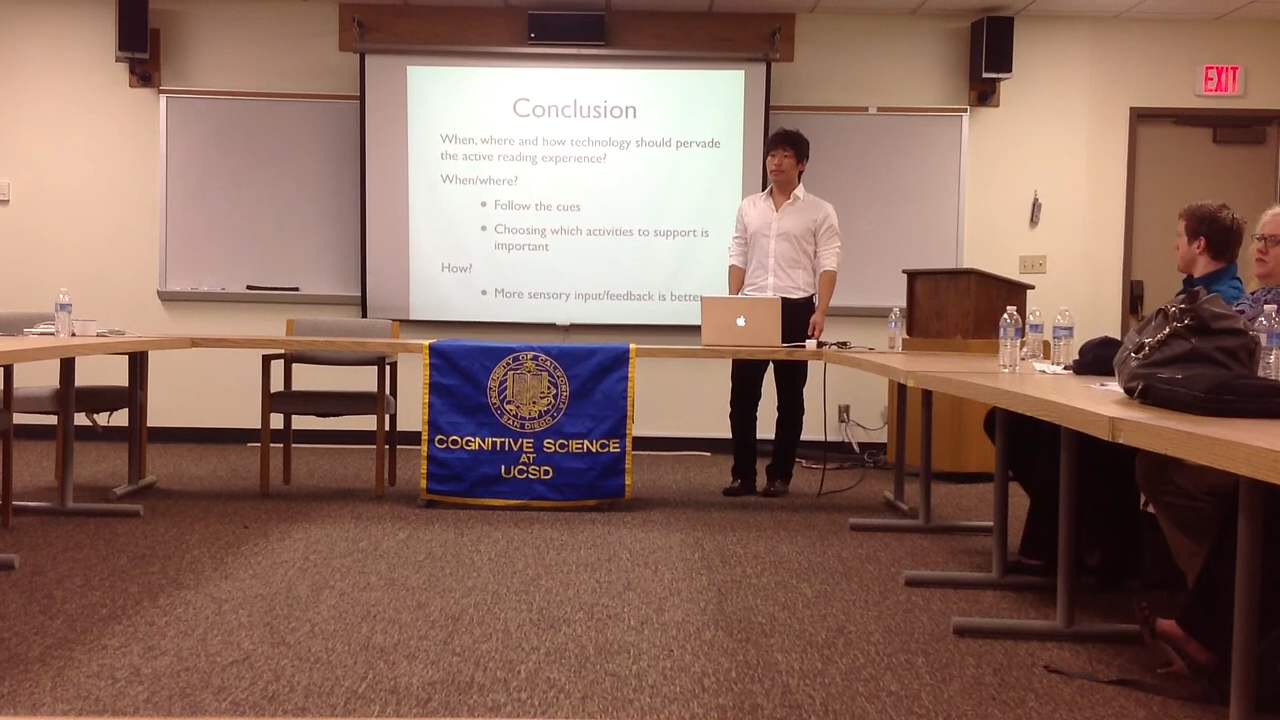 Conclusion
When, where and how technology should pervade
the active reading experience?
When/where?
Follow the cues
Choosing which activities to support is
important
How?
More sensory input/feedback is bette
EXIT
UNIVERSITY OF CALIFORNIA
SAN DIEGO
COGNITIVE SCIENCE
AT
UCSD